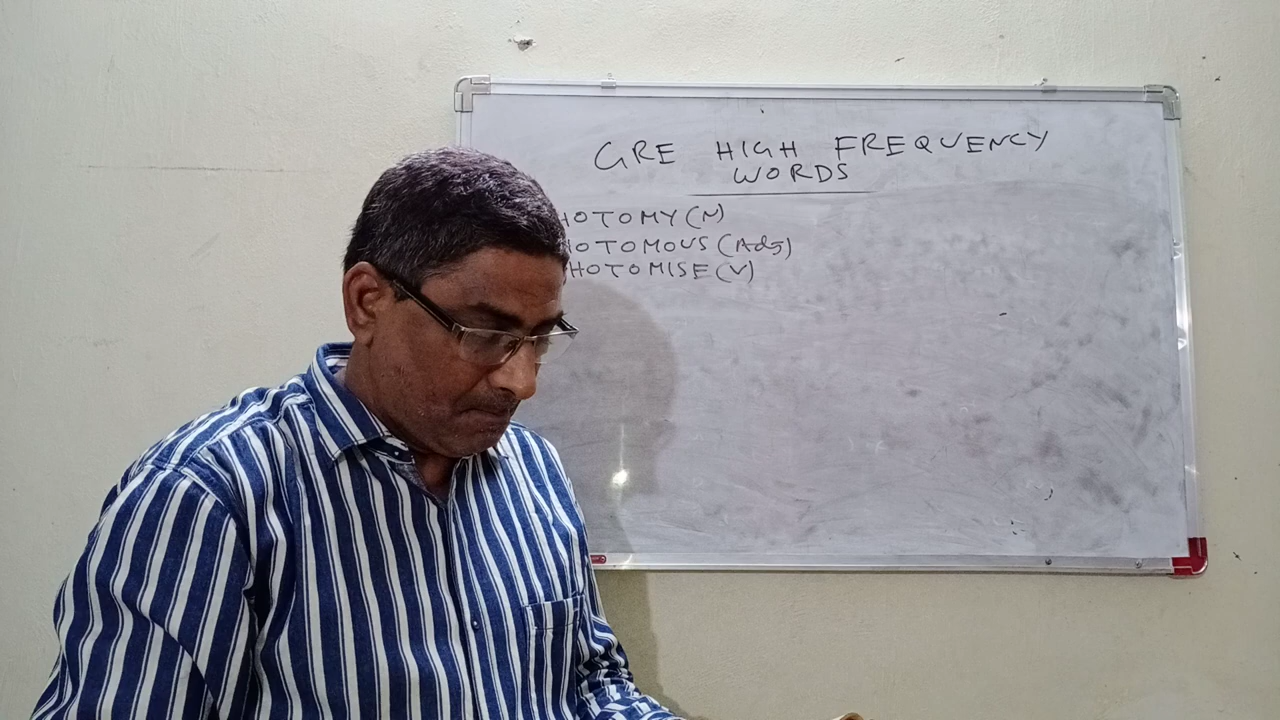 GRE HIGH FREQUENCY
WORDS
HOTOMY (N)
HOTOMOUS (Adj)
HOTOMISE (V)